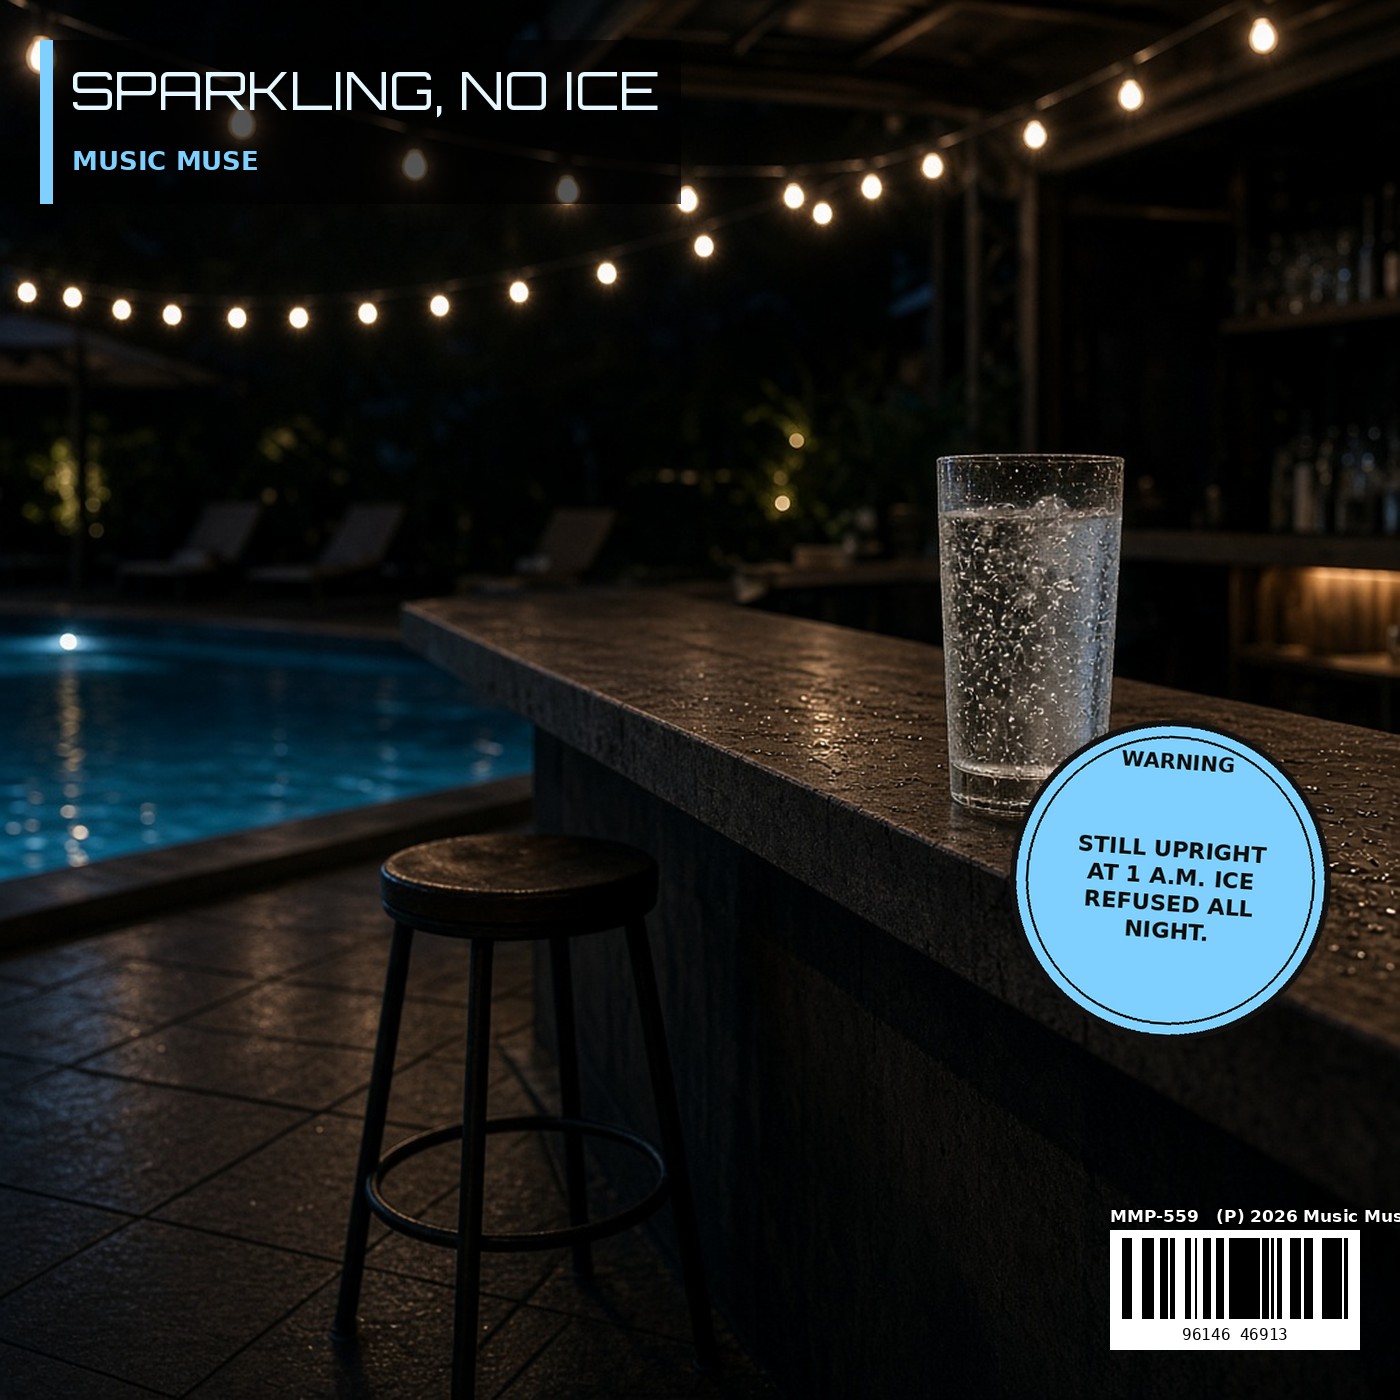 SPARKLING, NO ICE
MUSIC MUSE
WARNING
STILL UPRIGHT
AT 1 A.M. ICE
REFUSED ALL
NIGHT.
MMP-559 (P) 2026 Music
96146 46913